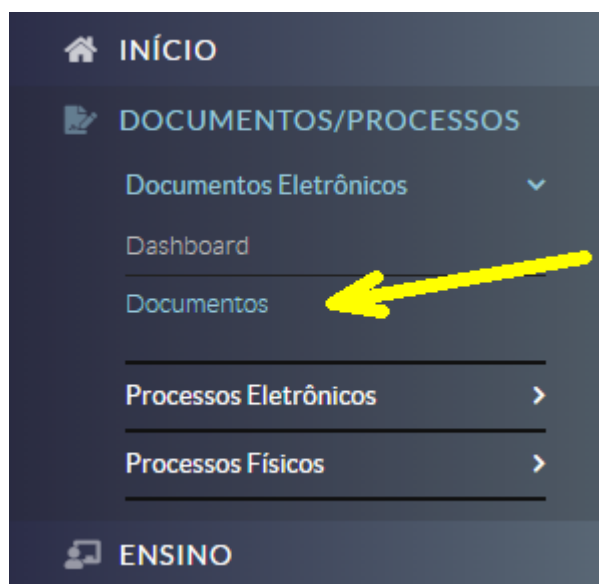 INÍCIO
DOCUMENTOS/PROCESSOS
Documentos Eletrônicos
Dashboard
Documentos
Processos Eletrônicos
Processos Físicos
ENSINO